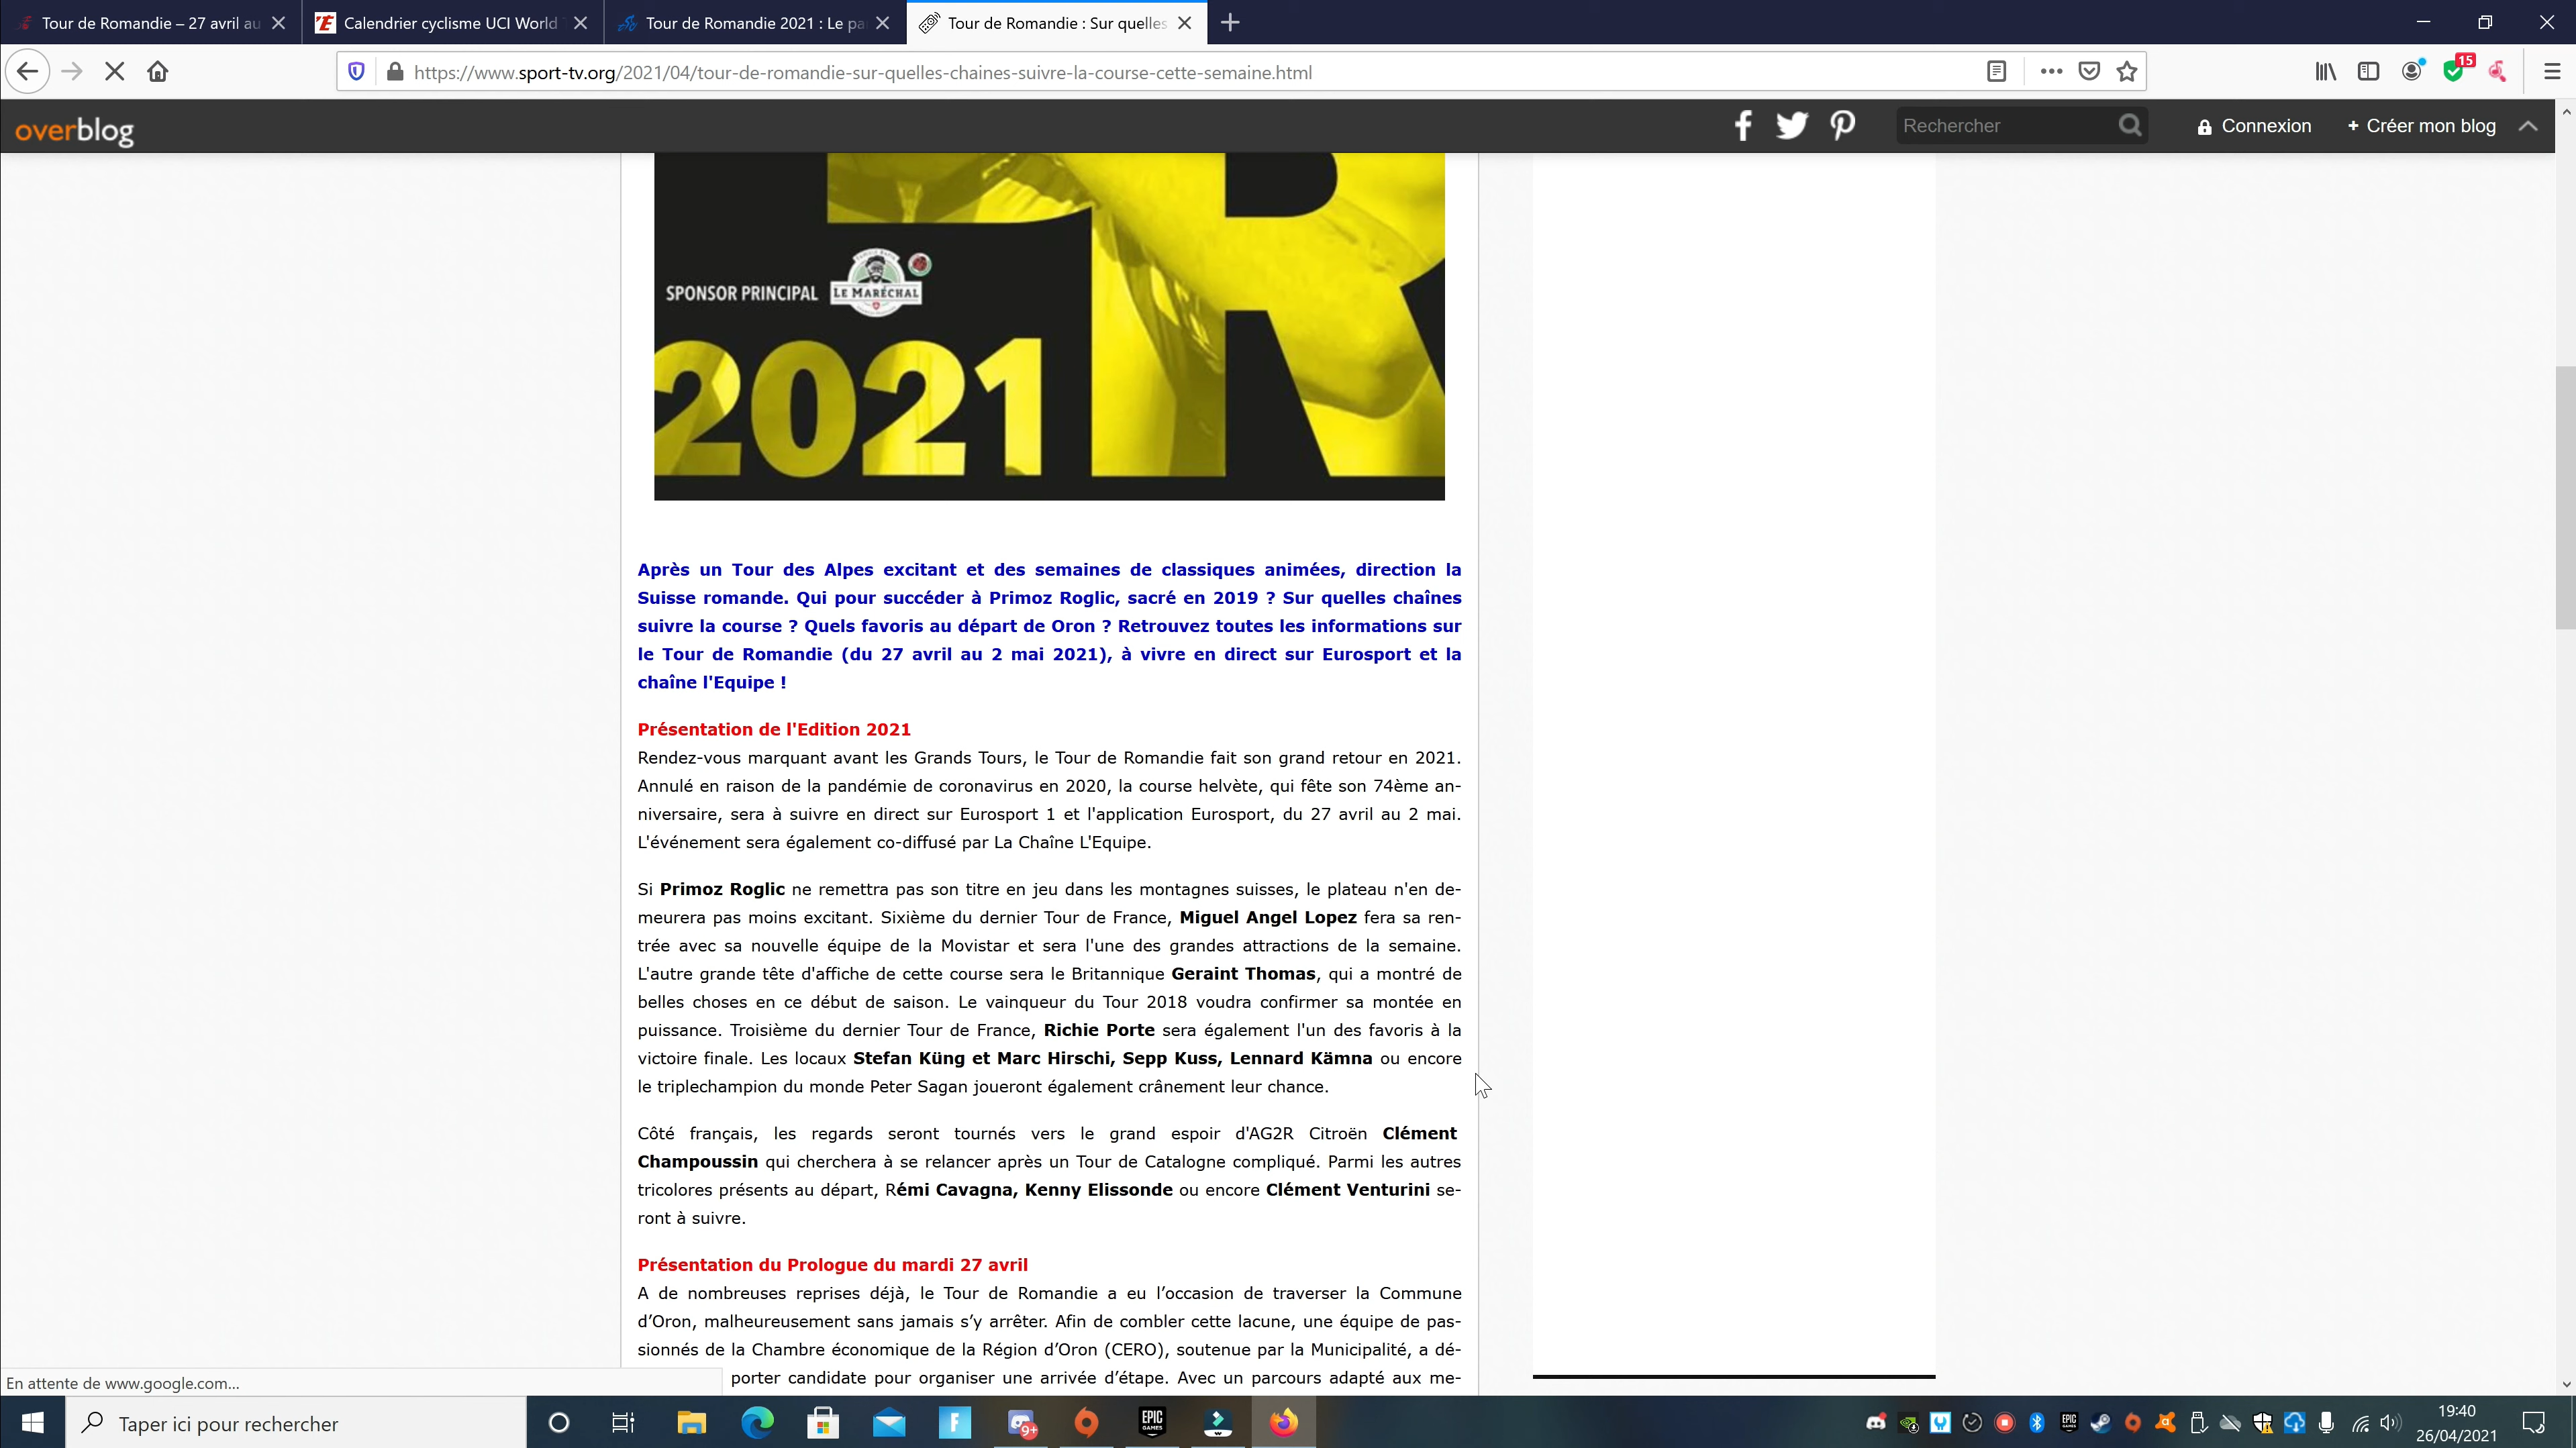 Tour de Romandie – 27 avril au
Calendrier cyclisme UCI World T
Tour de Romandie 2021 : Le pa
Tour de Romandie : Sur quelles
https://www.sport-tv.org/2021/04/tour-de-romandie-sur-quelles-chaines-suivre-la-course-cette-semaine.html
15
overblog
Rechercher
Connexion
+ Créer mon blog
SPONSOR PRINCIPAL
LE MARÉCHAL
2021
R
Après un Tour des Alpes excitant et des semaines de classiques animées, direction la
Suisse romande. Qui pour succéder à Primoz Roglic, sacré en 2019 ? Sur quelles chaînes
suivre la course ? Quels favoris au départ de Oron ? Retrouvez toutes les informations sur
le Tour de Romandie (du 27 avril au 2 mai 2021), à vivre en direct sur Eurosport et la
chaîne l'Equipe !
Présentation de l'Edition 2021
Rendez-vous marquant avant les Grands Tours, le Tour de Romandie fait son grand retour en 2021.
Annulé en raison de la pandémie de coronavirus en 2020, la course helvète, qui fête son 74ème an-
niversaire, sera à suivre en direct sur Eurosport 1 et l'application Eurosport, du 27 avril au 2 mai.
L'événement sera également co-diffusé par La Chaîne L'Equipe.
Si Primoz Roglic ne remettra pas son titre en jeu dans les montagnes suisses, le plateau n'en de-
meurera pas moins excitant. Sixième du dernier Tour de France, Miguel Angel Lopez fera sa ren-
trée avec sa nouvelle équipe de la Movistar et sera l'une des grandes attractions de la semaine.
L'autre grande tête d'affiche de cette course sera le Britannique Geraint Thomas, qui a montré de
belles choses en ce début de saison. Le vainqueur du Tour 2018 voudra confirmer sa montée en
puissance. Troisième du dernier Tour de France, Richie Porte sera également l'un des favoris à la
victoire finale. Les locaux Stefan Küng et Marc Hirschi, Sepp Kuss, Lennard Kämna ou encore
le triplechampion du monde Peter Sagan joueront également crânement leur chance.
Côté français, les regards seront tournés vers le grand espoir d'AG2R Citroën Clément
Champoussin qui cherchera à se relancer après un Tour de Catalogne compliqué. Parmi les autres
tricolores présents au départ, Rémi Cavagna, Kenny Elissonde ou encore Clément Venturini se-
ront à suivre.
Présentation du Prologue du mardi 27 avril
A de nombreuses reprises déjà, le Tour de Romandie a eu l’occasion de traverser la Commune
d’Oron, malheureusement sans jamais s’y arrêter. Afin de combler cette lacune, une équipe de pas-
sionnés de la Chambre économique de la Région d’Oron (CERO), soutenue par la Municipalité, a dé-
porter candidate pour organiser une arrivée d’étape. Avec un parcours adapté aux me-
En attente de www.google.com...
Taper ici pour rechercher
9+
EPIC
GAMES
19:40
26/04/2021